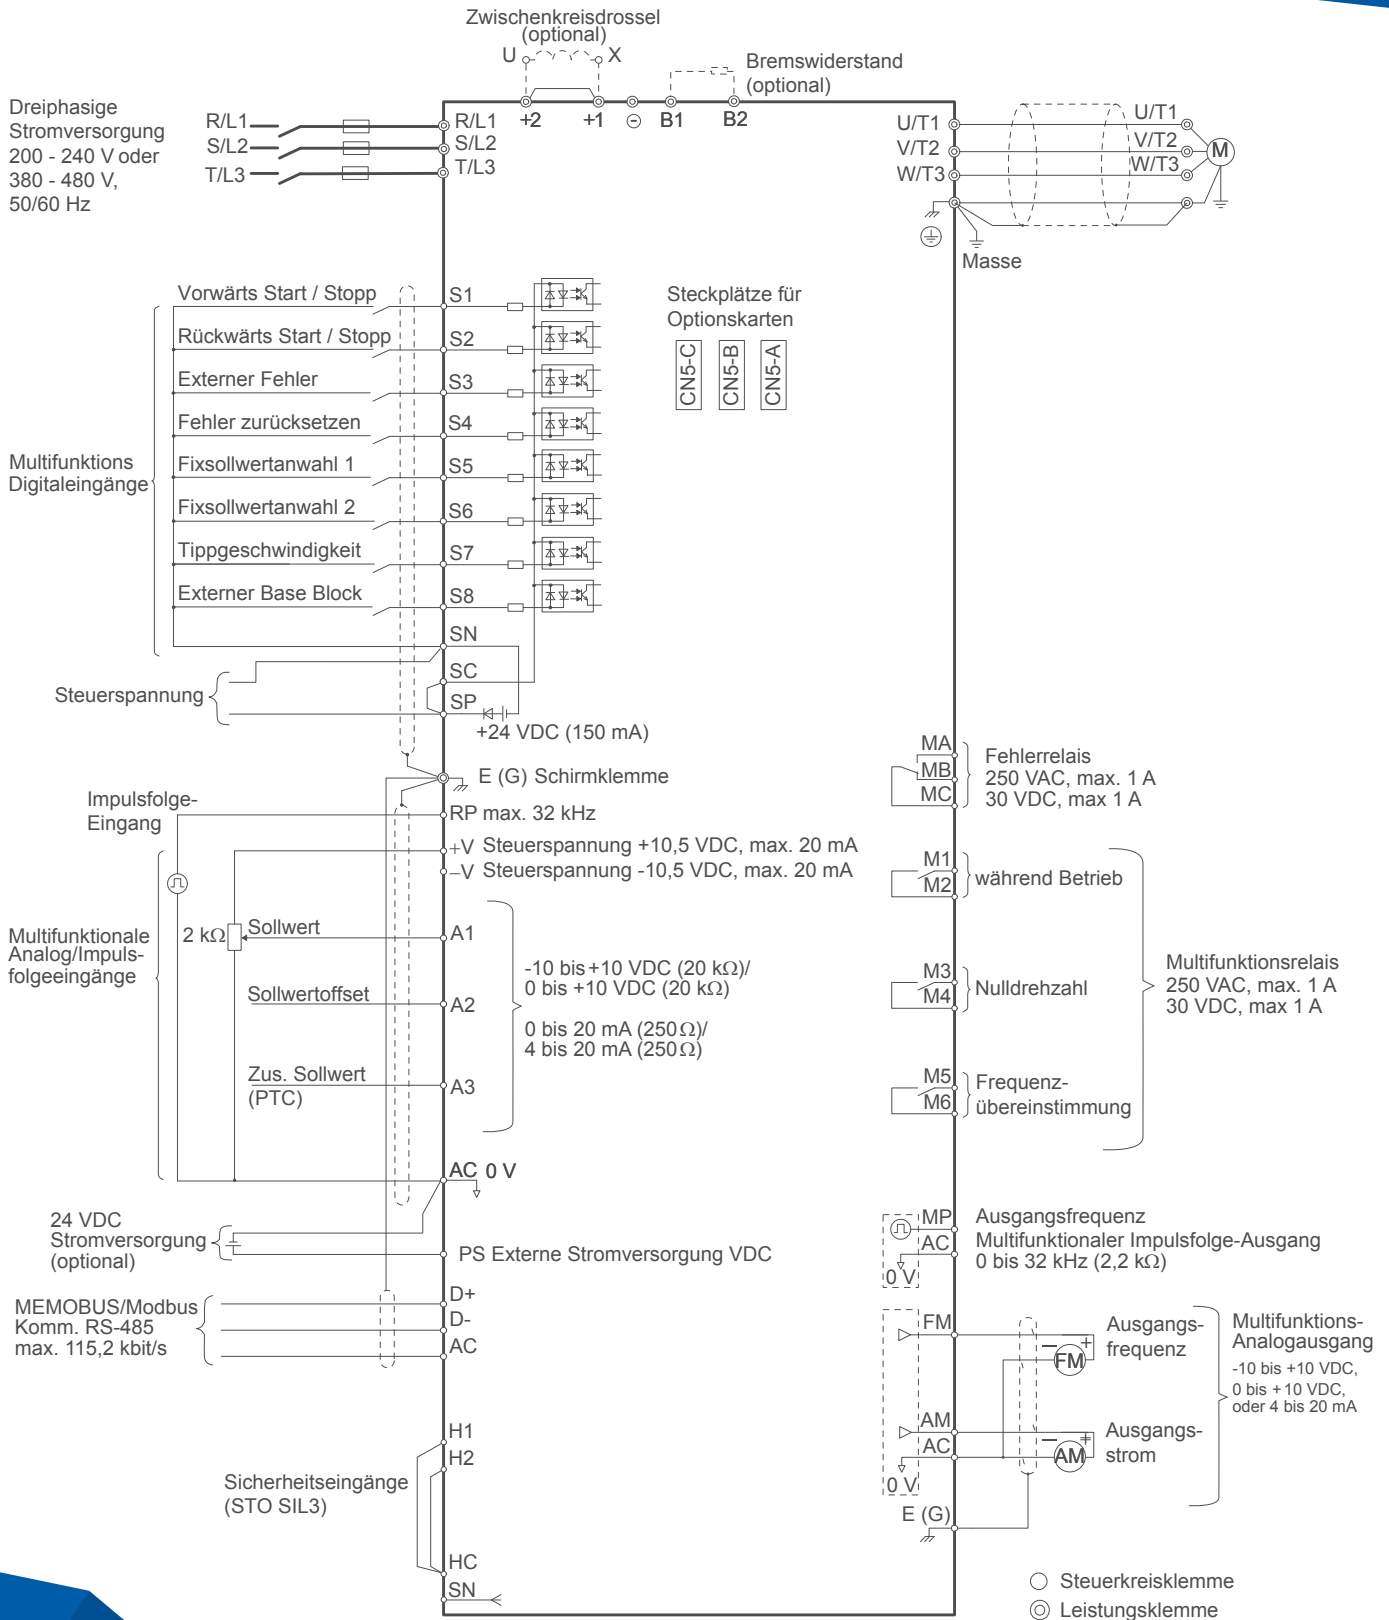 Zwischenkreisdrossel
(optional)
U X
Bremswiderstand
(optional)
Dreiphasige
Stromversorgung
200 - 240 V oder
380 - 480 V,
50/60 Hz
R/L1
S/L2
T/L3
R/L1
S/L2
T/L3
+2 +1 ⊖ B1 B2
U/T1
V/T2
W/T3
U/T1
V/T2
W/T3
M
Masse
Multifunktions
Digitaleingänge
Vorwärts Start / Stopp
S1
Rückwärts Start / Stopp
S2
Externer Fehler
S3
Fehler zurücksetzen
S4
Fixsollwertanwahl 1
S5
Fixsollwertanwahl 2
S6
Tippgeschwindigkeit
S7
Externer Base Block
S8
SN
SC
SP
Steuerspannung
+24 VDC (150 mA)
Steckplätze für
Optionskarten
CN5-C
CN5-B
CN5-A
E (G) Schirmklemme
Impulsfolge-
Eingang
RP max. 32 kHz
+V Steuerspannung +10,5 VDC, max. 20 mA
–V Steuerspannung -10,5 VDC, max. 20 mA
Multifunktionale
Analog/Impuls-
folgeeingänge
2 kΩ
Sollwert
A1
Sollwertoffset
A2
Zus. Sollwert
(PTC)
A3
-10 bis +10 VDC (20 kΩ)/
0 bis +10 VDC (20 kΩ)
0 bis 20 mA (250 Ω)/
4 bis 20 mA (250 Ω)
AC 0 V
24 VDC
Stromversorgung
(optional)
PS Externe Stromversorgung VDC
MEMOBUS/Modbus
Komm. RS-485
max. 115,2 kbit/s
D+
D-
AC
H1
H2
Sicherheitseingänge
(STO SIL3)
HC
SN
MA
MB
MC
Fehlerrelais
250 VAC, max. 1 A
30 VDC, max 1 A
M1
M2
während Betrieb
M3
M4
Nulldrehzahl
M5
M6
Frequenz-
übereinstimmung
Multifunktionsrelais
250 VAC, max. 1 A
30 VDC, max 1 A
MP
AC
0 V
Ausgangsfrequenz
Multifunktionaler Impulsfolge-Ausgang
0 bis 32 kHz (2,2 kΩ)
FM
– +
FM
Ausgangs-
frequenz
AM
AC
0 V
– +
AM
Ausgangs-
strom
Multifunktions-
Analogausgang
-10 bis +10 VDC,
0 bis +10 VDC,
oder 4 bis 20 mA
E (G)
Steuerkreisklemme
Leistungsklemme